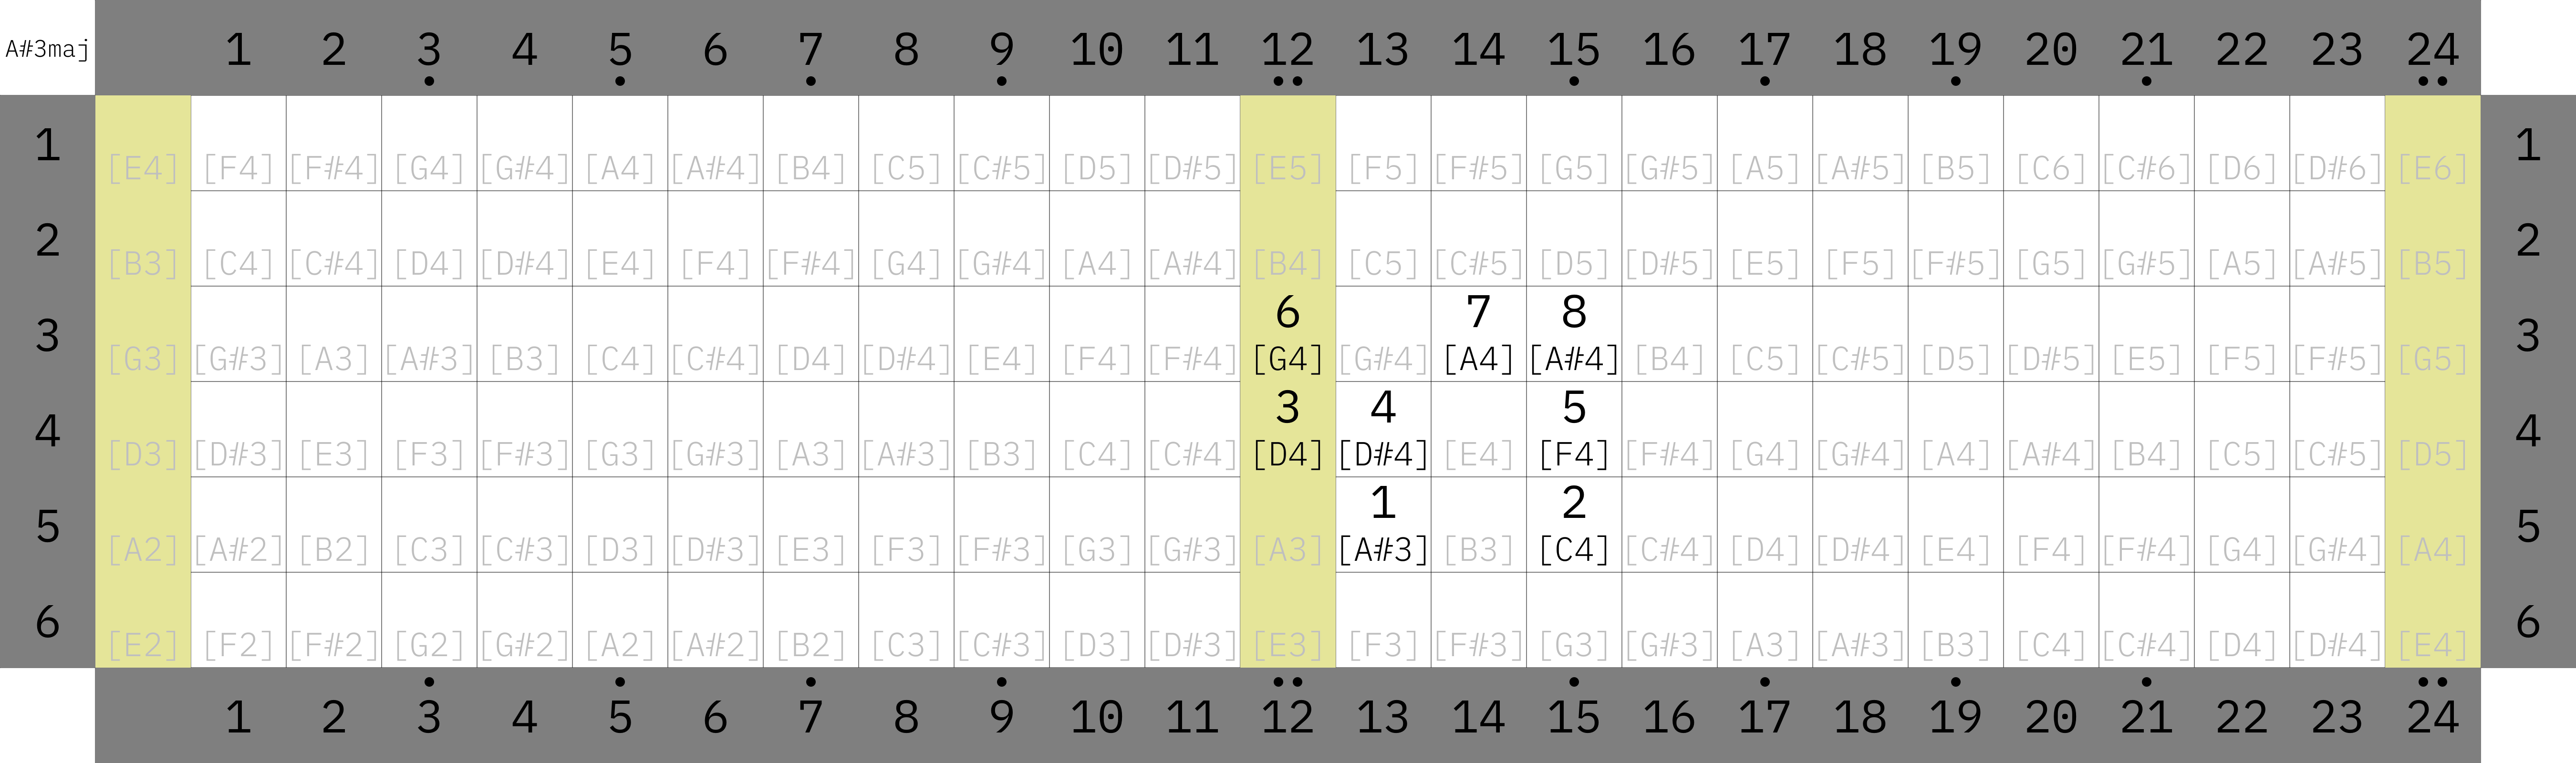 A#3maj 1 2 3 4 5 6 7 8 9 10 11 12 13 14 15 16 17 18 19 20 21 22 23 24
1 [E4] [F4] [F#4] [G4] [G#4] [A4] [A#4] [B4] [C5] [C#5] [D5] [D#5] [E5] [F5] [F#5] [G5] [G#5] [A5] [A#5] [B5] [C6] [C#6] [D6] [D#6] [E6] 1
2 [B3] [C4] [C#4] [D4] [D#4] [E4] [F4] [F#4] [G4] [G#4] [A4] [A#4] [B4] [C5] [C#5] [D5] [D#5] [E5] [F5] [F#5] [G5] [G#5] [A5] [A#5] [B5] 2
6 7 8
3 [G3] [G#3] [A3] [A#3] [B3] [C4] [C#4] [D4] [D#4] [E4] [F4] [F#4] [G4] [G#4] [A4] [A#4] [B4] [C5] [C#5] [D5] [D#5] [E5] [F5] [F#5] [G5] 3
3 4 5
4 [D3] [D#3] [E3] [F3] [F#3] [G3] [G#3] [A3] [A#3] [B3] [C4] [C#4] [D4] [D#4] [E4] [F4] [F#4] [G4] [G#4] [A4] [A#4] [B4] [C5] [C#5] [D5] 4
1 2
5 [A2] [A#2] [B2] [C3] [C#3] [D3] [D#3] [E3] [F3] [F#3] [G3] [G#3] [A3] [A#3] [B3] [C4] [C#4] [D4] [D#4] [E4] [F4] [F#4] [G4] [G#4] [A4] 5
6 [E2] [F2] [F#2] [G2] [G#2] [A2] [A#2] [B2] [C3] [C#3] [D3] [D#3] [E3] [F3] [F#3] [G3] [G#3] [A3] [A#3] [B3] [C4] [C#4] [D4] [D#4] [E4] 6
1 2 3 4 5 6 7 8 9 10 11 12 13 14 15 16 17 18 19 20 21 22 23 24